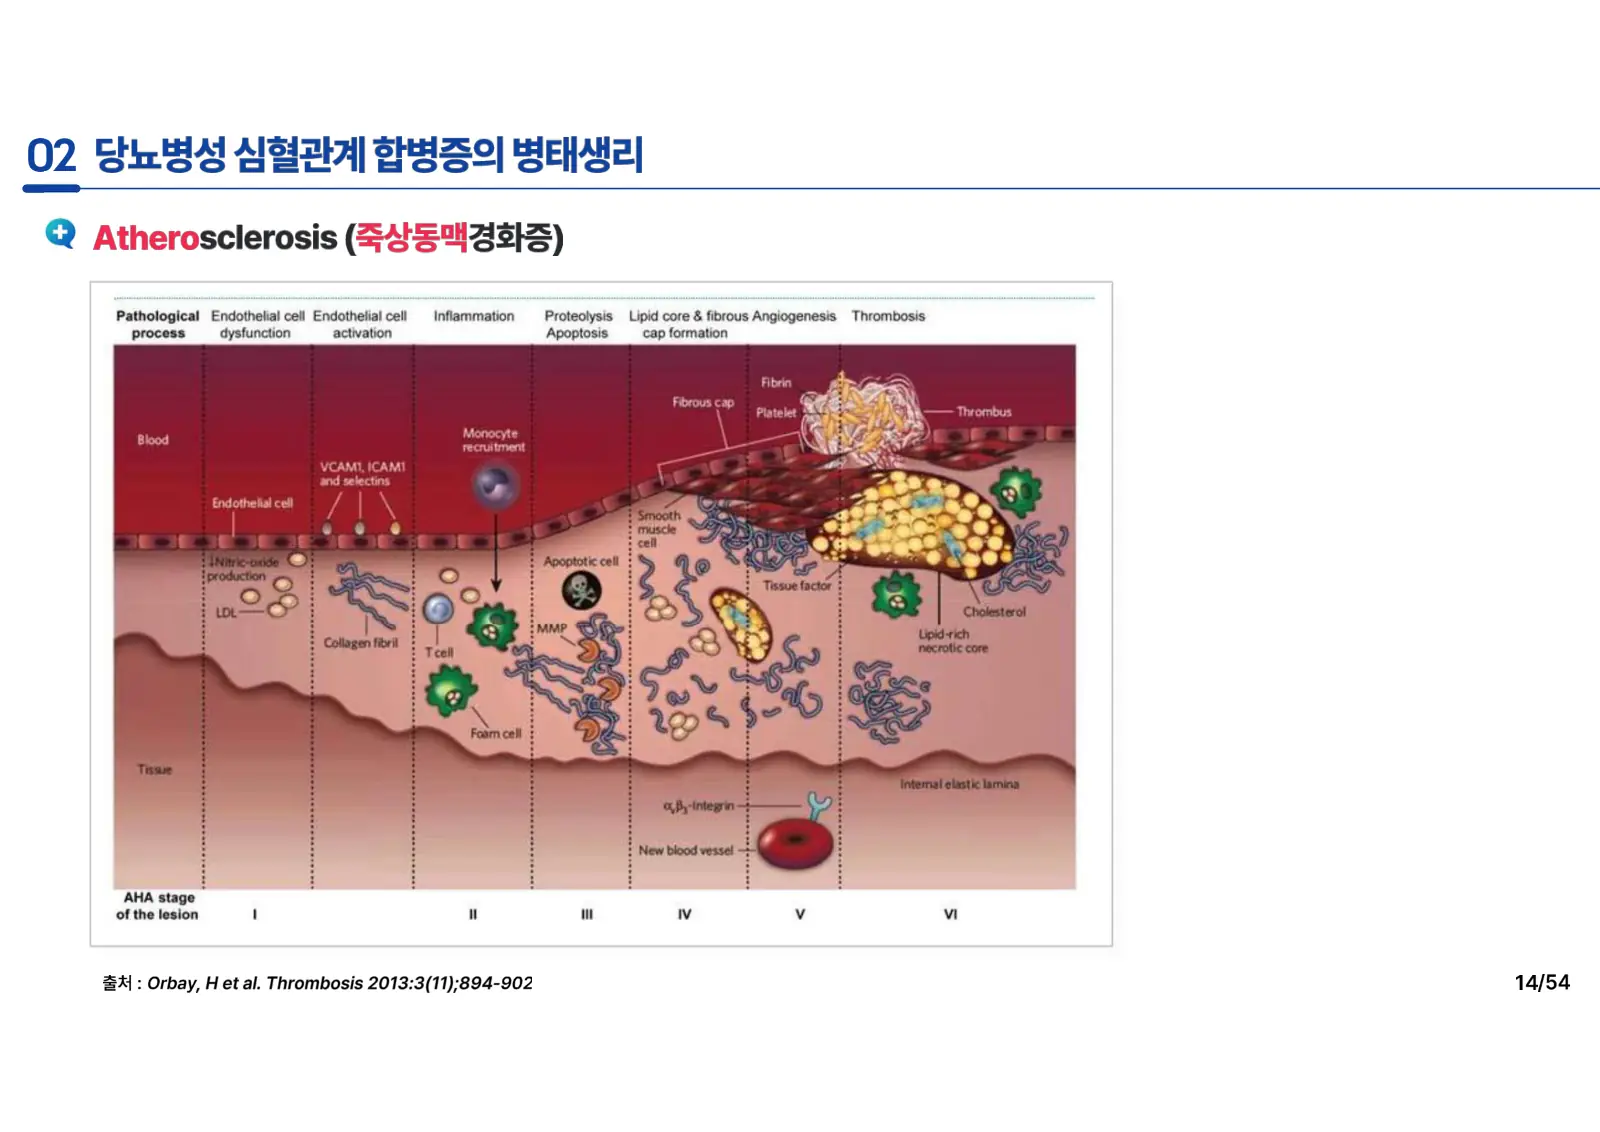 02 당뇨병성 심혈관계 합병증의 병태생리
Atherosclerosis (죽상동맥경화증)
Pathological process
Endothelial cell dysfunction
Endothelial cell activation
Inflammation
Proteolysis Apoptosis
Lipid core & fibrous cap formation
Angiogenesis
Thrombosis
Blood
Endothelial cell
VCAM1, ICAM1
and selectins
Monocyte
recruitment
Fibrous cap
Fibrin
Platelet
Thrombus
Smooth
muscle
cell
↓Nitric-oxide
production
LDL
Collagen fibril
T cell
Foam cell
Apoptotic cell
MMP
Tissue factor
Cholesterol
Lipid-rich
necrotic core
Tissue
Internal elastic lamina
αvβ3-Integrin
New blood vessel
AHA stage
of the lesion
I
II
III
IV
V
VI
출처 : Orbay, H et al. Thrombosis 2013:3(11);894-902
14/54